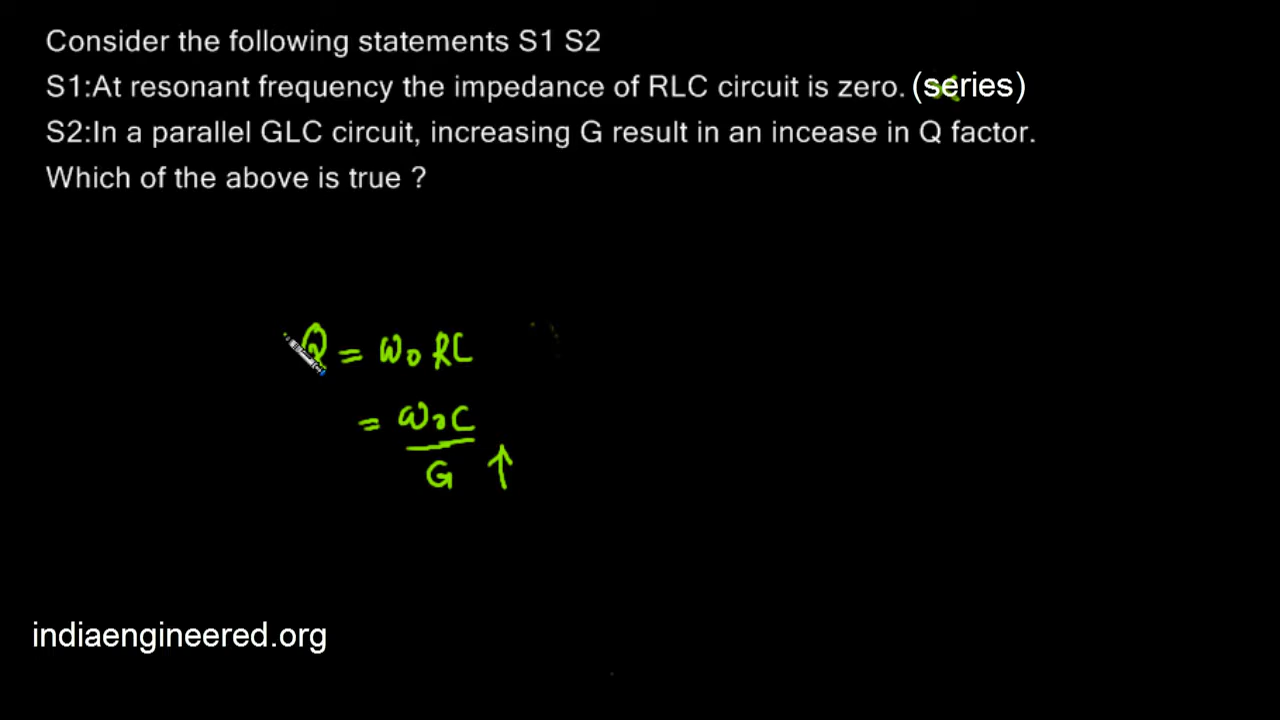 Consider the following statements S1 S2
S1:At resonant frequency the impedance of RLC circuit is zero. (series)
S2:In a parallel GLC circuit, increasing G result in an incease in Q factor.
Which of the above is true ?
Q = ω₀ RC
= ω₀C
G ↑
indiaengineered.org